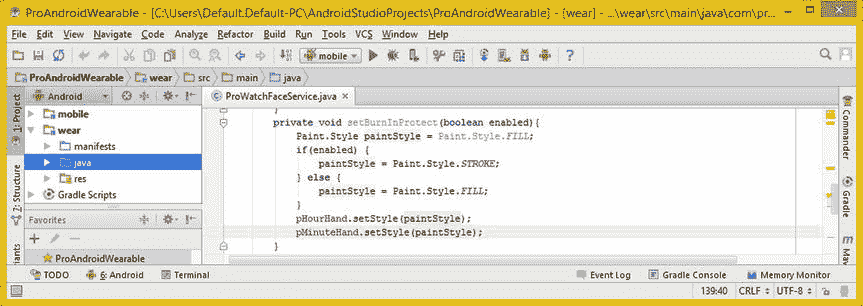 ProAndroidWearable - [C:\Users\Default.Default-PC\AndroidStudioProjects\ProAndroidWearable] - [wear] - ...\wear\src\main\java\com\pr...
File Edit View Navigate Code Analyze Refactor Build Run Tools VCS Window Help
mobile
ProAndroidWearable wear src main java
1: Project
Android
ProWatchFaceService.java
mobile
wear
manifests
java
res
Gradle Scripts
7: Structure
Favorites
ProAndroidWearable
private void setBurnInProtect(boolean enabled){
Paint.Style paintStyle = Paint.Style.FILL;
if(enabled) {
paintStyle = Paint.Style.STROKE;
} else {
paintStyle = Paint.Style.FILL;
}
pHourHand.setStyle(paintStyle);
pMinuteHand.setStyle(paintStyle);
}
Commander
Gradle
TODO 6: Android Terminal Event Log Gradle Console Memory Monitor
139:40 CRLF UTF-8